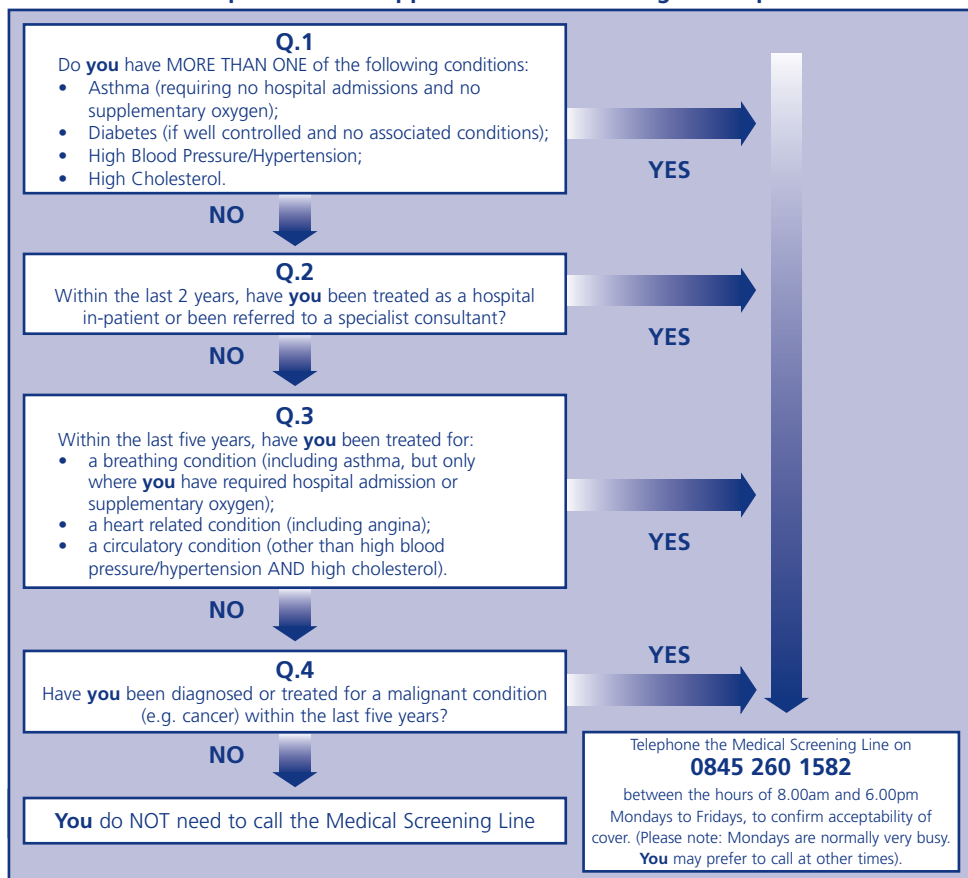 Q.1
Do you have MORE THAN ONE of the following conditions:
• Asthma (requiring no hospital admissions and no
supplementary oxygen);
• Diabetes (if well controlled and no associated conditions);
• High Blood Pressure/Hypertension;
• High Cholesterol.
YES
NO
Q.2
Within the last 2 years, have you been treated as a hospital
in-patient or been referred to a specialist consultant?
YES
NO
Q.3
Within the last five years, have you been treated for:
• a breathing condition (including asthma, but only
where you have required hospital admission or
supplementary oxygen);
• a heart related condition (including angina);
• a circulatory condition (other than high blood
pressure/hypertension AND high cholesterol).
YES
NO
Q.4
Have you been diagnosed or treated for a malignant condition
(e.g. cancer) within the last five years?
YES
NO
You do NOT need to call the Medical Screening Line
Telephone the Medical Screening Line on
0845 260 1582
between the hours of 8.00am and 6.00pm
Mondays to Fridays, to confirm acceptability of
cover. (Please note: Mondays are normally very busy.
You may prefer to call at other times).